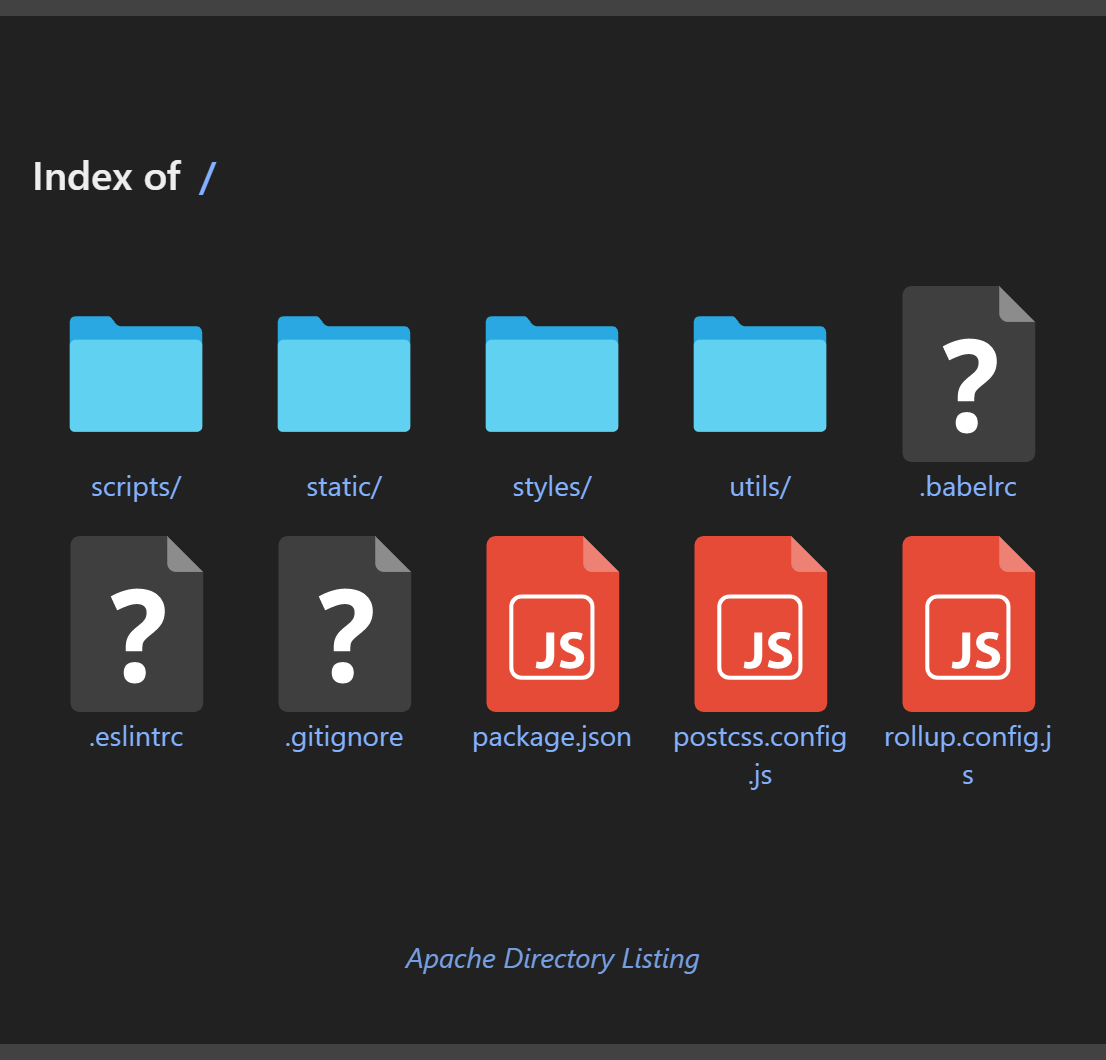 Index of /
scripts/
static/
styles/
utils/
?
.babelrc
?
?
JS
JS
JS
.eslintrc
.gitignore
package.json
postcss.config
.js
rollup.config.j
s
Apache Directory Listing